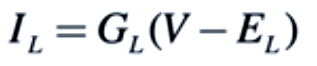 I_L = G_L(V − E_L)